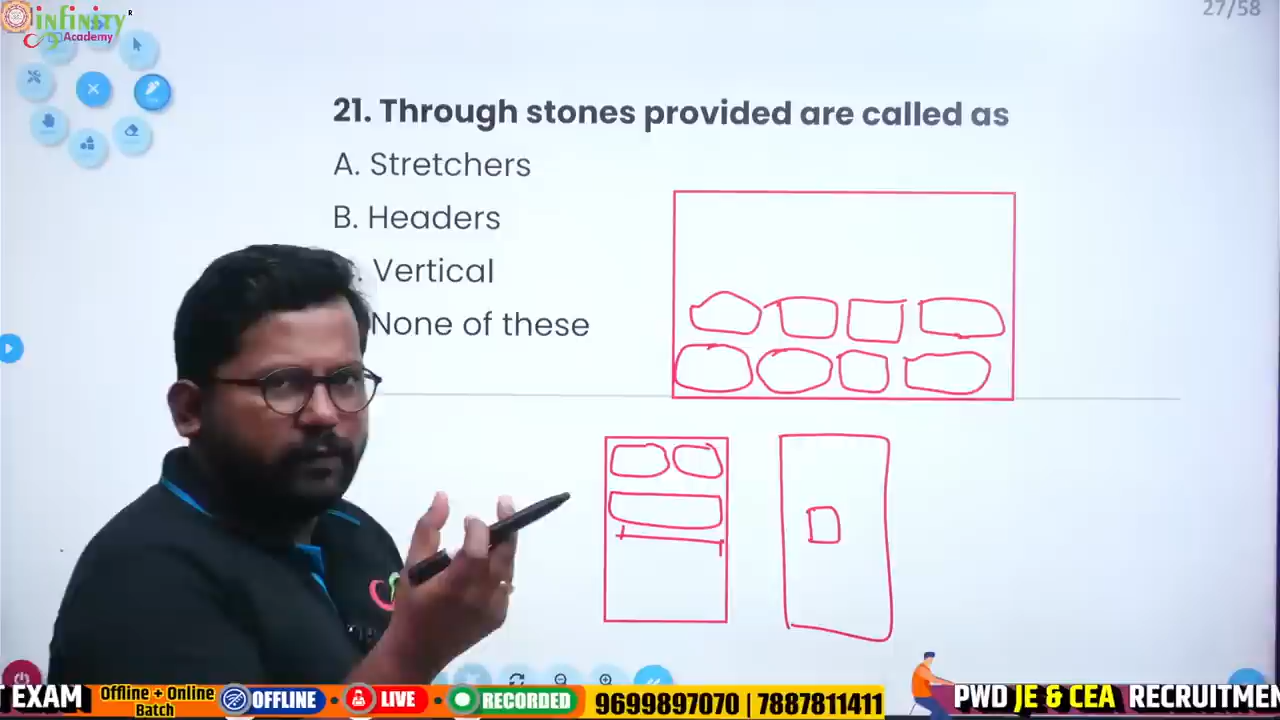 infinity
Academy
27/58
21. Through stones provided are called as
A. Stretchers
B. Headers
Vertical
None of these
T EXAM
Offline + Online
Batch
OFFLINE
LIVE
RECORDED
9699897070 | 7887811411
PWD JE & CEA RECRUITMEN